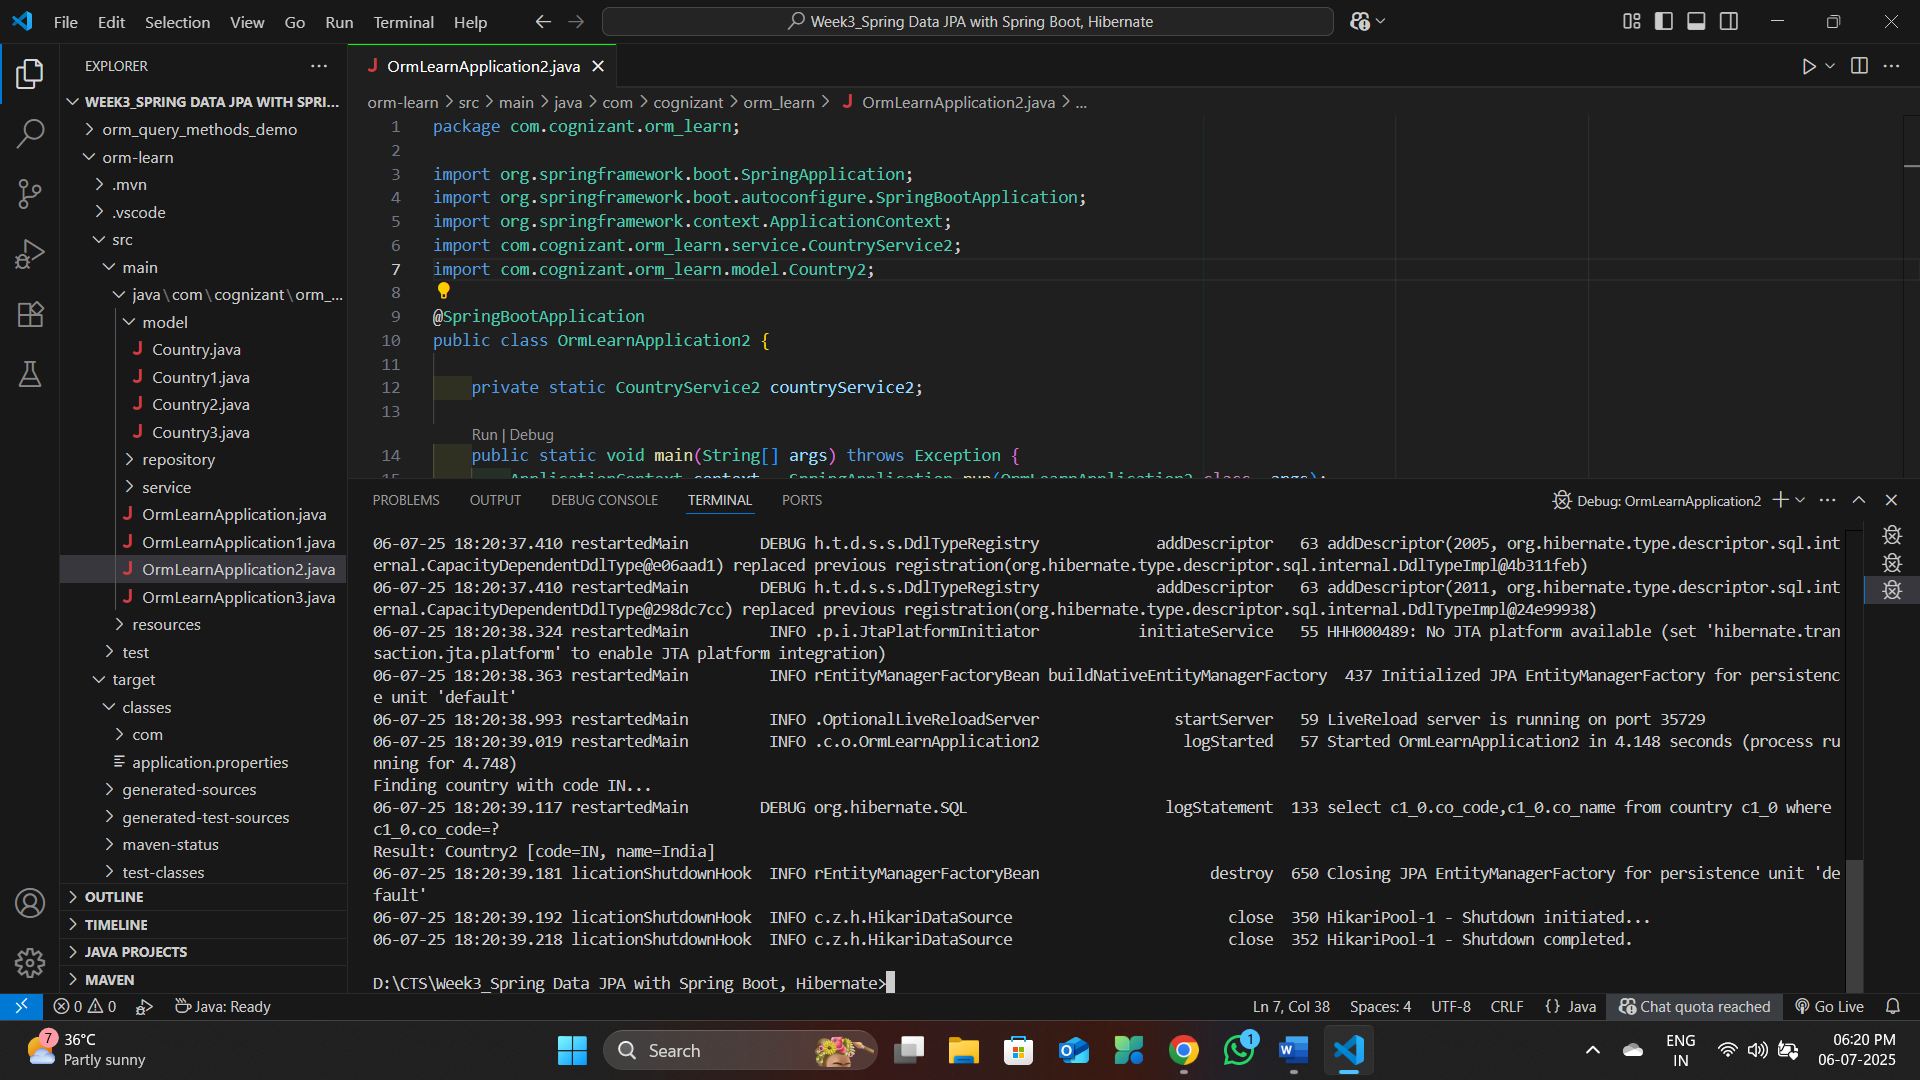 File Edit Selection View Go Run Terminal Help
Week3_Spring Data JPA with Spring Boot, Hibernate
EXPLORER
WEEK3_SPRING DATA JPA WITH SPRI...
orm_query_methods_demo
orm-learn
.mvn
.vscode
src
main
java\com\cognizant\orm_...
model
Country.java
Country1.java
Country2.java
Country3.java
repository
service
OrmLearnApplication.java
OrmLearnApplication1.java
OrmLearnApplication2.java
OrmLearnApplication3.java
resources
test
target
classes
com
application.properties
generated-sources
generated-test-sources
maven-status
test-classes
OUTLINE
TIMELINE
JAVA PROJECTS
MAVEN
OrmLearnApplication2.java
orm-learn > src > main > java > com > cognizant > orm_learn > OrmLearnApplication2.java > ...
1 package com.cognizant.orm_learn;
2
3 import org.springframework.boot.SpringApplication;
4 import org.springframework.boot.autoconfigure.SpringBootApplication;
5 import org.springframework.context.ApplicationContext;
6 import com.cognizant.orm_learn.service.CountryService2;
7 import com.cognizant.orm_learn.model.Country2;
8
9 @SpringBootApplication
10 public class OrmLearnApplication2 {
11
12 private static CountryService2 countryService2;
13
Run | Debug
14 public static void main(String[] args) throws Exception {
15 ApplicationContext context = SpringApplication.run(OrmLearnApplication2.class, args);
PROBLEMS OUTPUT DEBUG CONSOLE TERMINAL PORTS
Debug: OrmLearnApplication2
06-07-25 18:20:37.410 restartedMain DEBUG h.t.d.s.s.DdlTypeRegistry addDescriptor 63 addDescriptor(2005, org.hibernate.type.descriptor.sql.int
ernal.CapacityDependentDdlType@e06aad1) replaced previous registration(org.hibernate.type.descriptor.sql.internal.DdlTypeImpl@4b311feb)
06-07-25 18:20:37.410 restartedMain DEBUG h.t.d.s.s.DdlTypeRegistry addDescriptor 63 addDescriptor(2011, org.hibernate.type.descriptor.sql.int
ernal.CapacityDependentDdlType@298dc7cc) replaced previous registration(org.hibernate.type.descriptor.sql.internal.DdlTypeImpl@24e99938)
06-07-25 18:20:38.324 restartedMain INFO .p.i.JtaPlatformInitiator initiateService 55 HHH000489: No JTA platform available (set 'hibernate.tran
saction.jta.platform' to enable JTA platform integration)
06-07-25 18:20:38.363 restartedMain INFO rEntityManagerFactoryBean buildNativeEntityManagerFactory 437 Initialized JPA EntityManagerFactory for persistenc
e unit 'default'
06-07-25 18:20:38.993 restartedMain INFO .OptionalLiveReloadServer startServer 59 LiveReload server is running on port 35729
06-07-25 18:20:39.019 restartedMain INFO .c.o.OrmLearnApplication2 logStarted 57 Started OrmLearnApplication2 in 4.148 seconds (process ru
nning for 4.748)
Finding country with code IN...
06-07-25 18:20:39.117 restartedMain DEBUG org.hibernate.SQL logStatement 133 select c1_0.co_code,c1_0.co_name from country c1_0 where
c1_0.co_code=?
Result: Country2 [code=IN, name=India]
06-07-25 18:20:39.181 licationShutdownHook INFO rEntityManagerFactoryBean destroy 650 Closing JPA EntityManagerFactory for persistence unit 'de
fault'
06-07-25 18:20:39.192 licationShutdownHook INFO c.z.h.HikariDataSource close 350 HikariPool-1 - Shutdown initiated...
06-07-25 18:20:39.218 licationShutdownHook INFO c.z.h.HikariDataSource close 352 HikariPool-1 - Shutdown completed.
D:\CTS\Week3_Spring Data JPA with Spring Boot, Hibernate>
0 0 Java: Ready
Ln 7, Col 38 Spaces: 4 UTF-8 CRLF {} Java Chat quota reached Go Live
7
36°C
Partly sunny
Search
1
ENG
IN
06:20 PM
06-07-2025